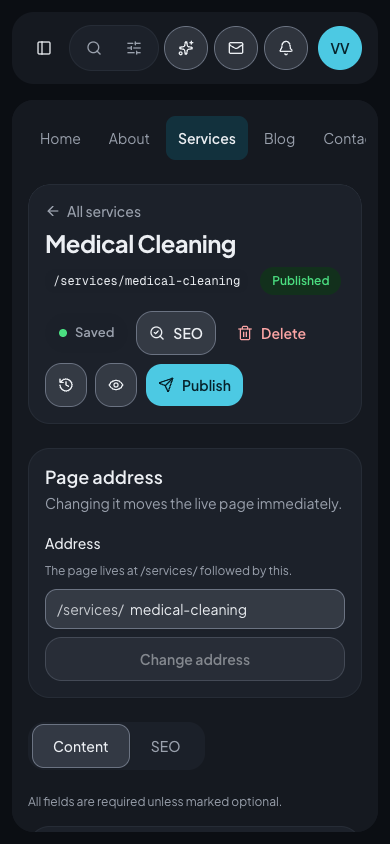 VV
Home About Services Blog Contac
All services
Medical Cleaning
/services/medical-cleaning Published
Saved SEO Delete
Publish
Page address
Changing it moves the live page immediately.
Address
The page lives at /services/ followed by this.
/services/ medical-cleaning
Change address
Content SEO
All fields are required unless marked optional.